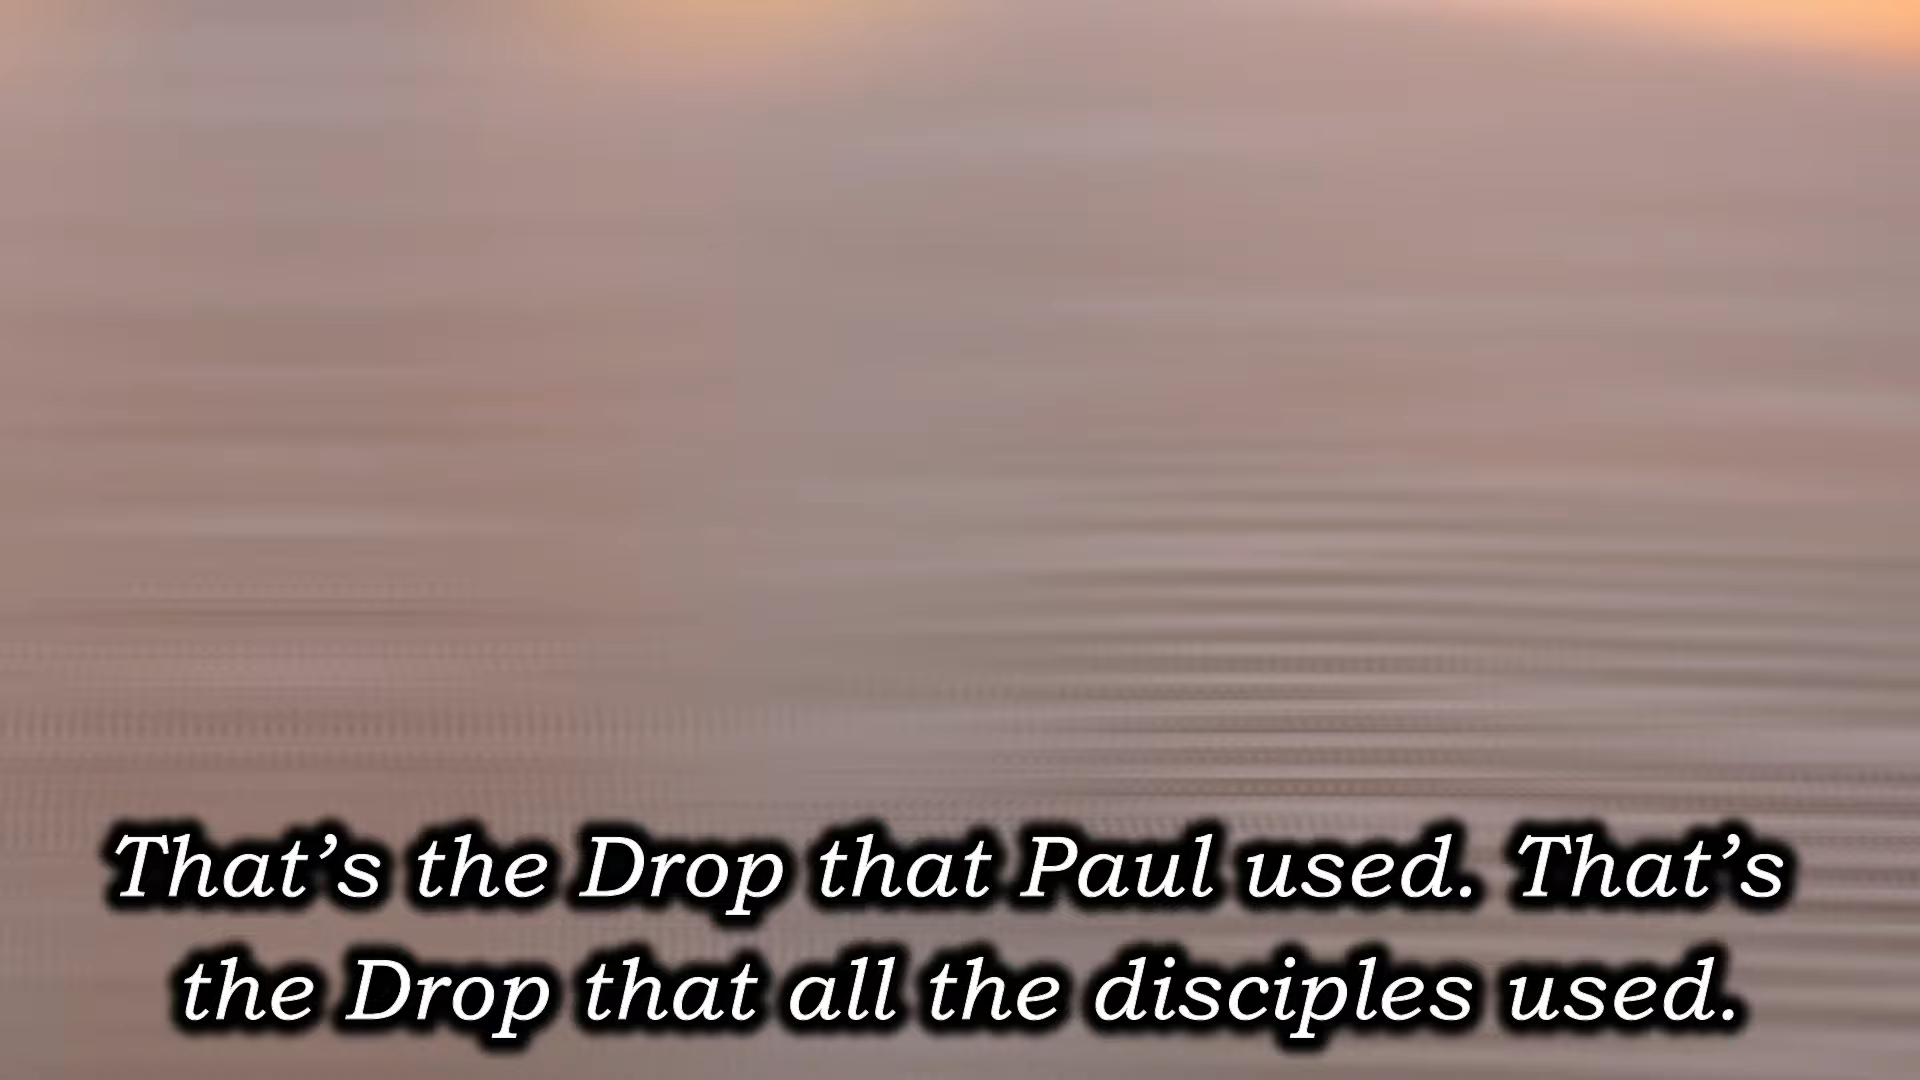 That’s the Drop that Paul used. That’s
the Drop that all the disciples used.